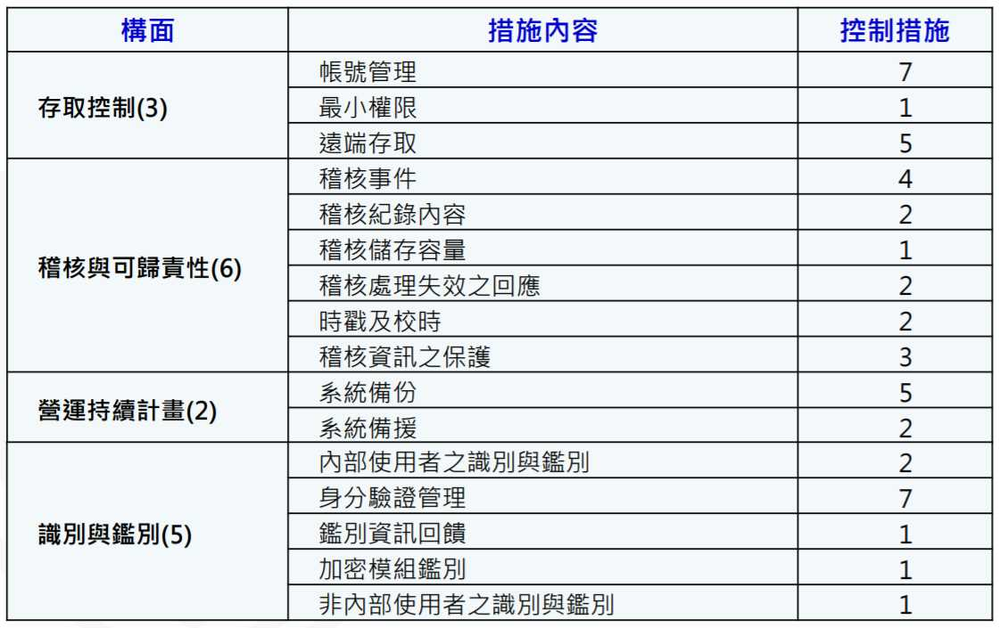 構面 措施內容 控制措施
存取控制(3)
帳號管理 7
最小權限 1
遠端存取 5
稽核與可歸責性(6)
稽核事件 4
稽核紀錄內容 2
稽核儲存容量 1
稽核處理失效之回應 2
時戳及校時 2
稽核資訊之保護 3
營運持續計畫(2)
系統備份 5
系統備援 2
識別與鑑別(5)
內部使用者之識別與鑑別 2
身分驗證管理 7
鑑別資訊回饋 1
加密模組鑑別 1
非內部使用者之識別與鑑別 1